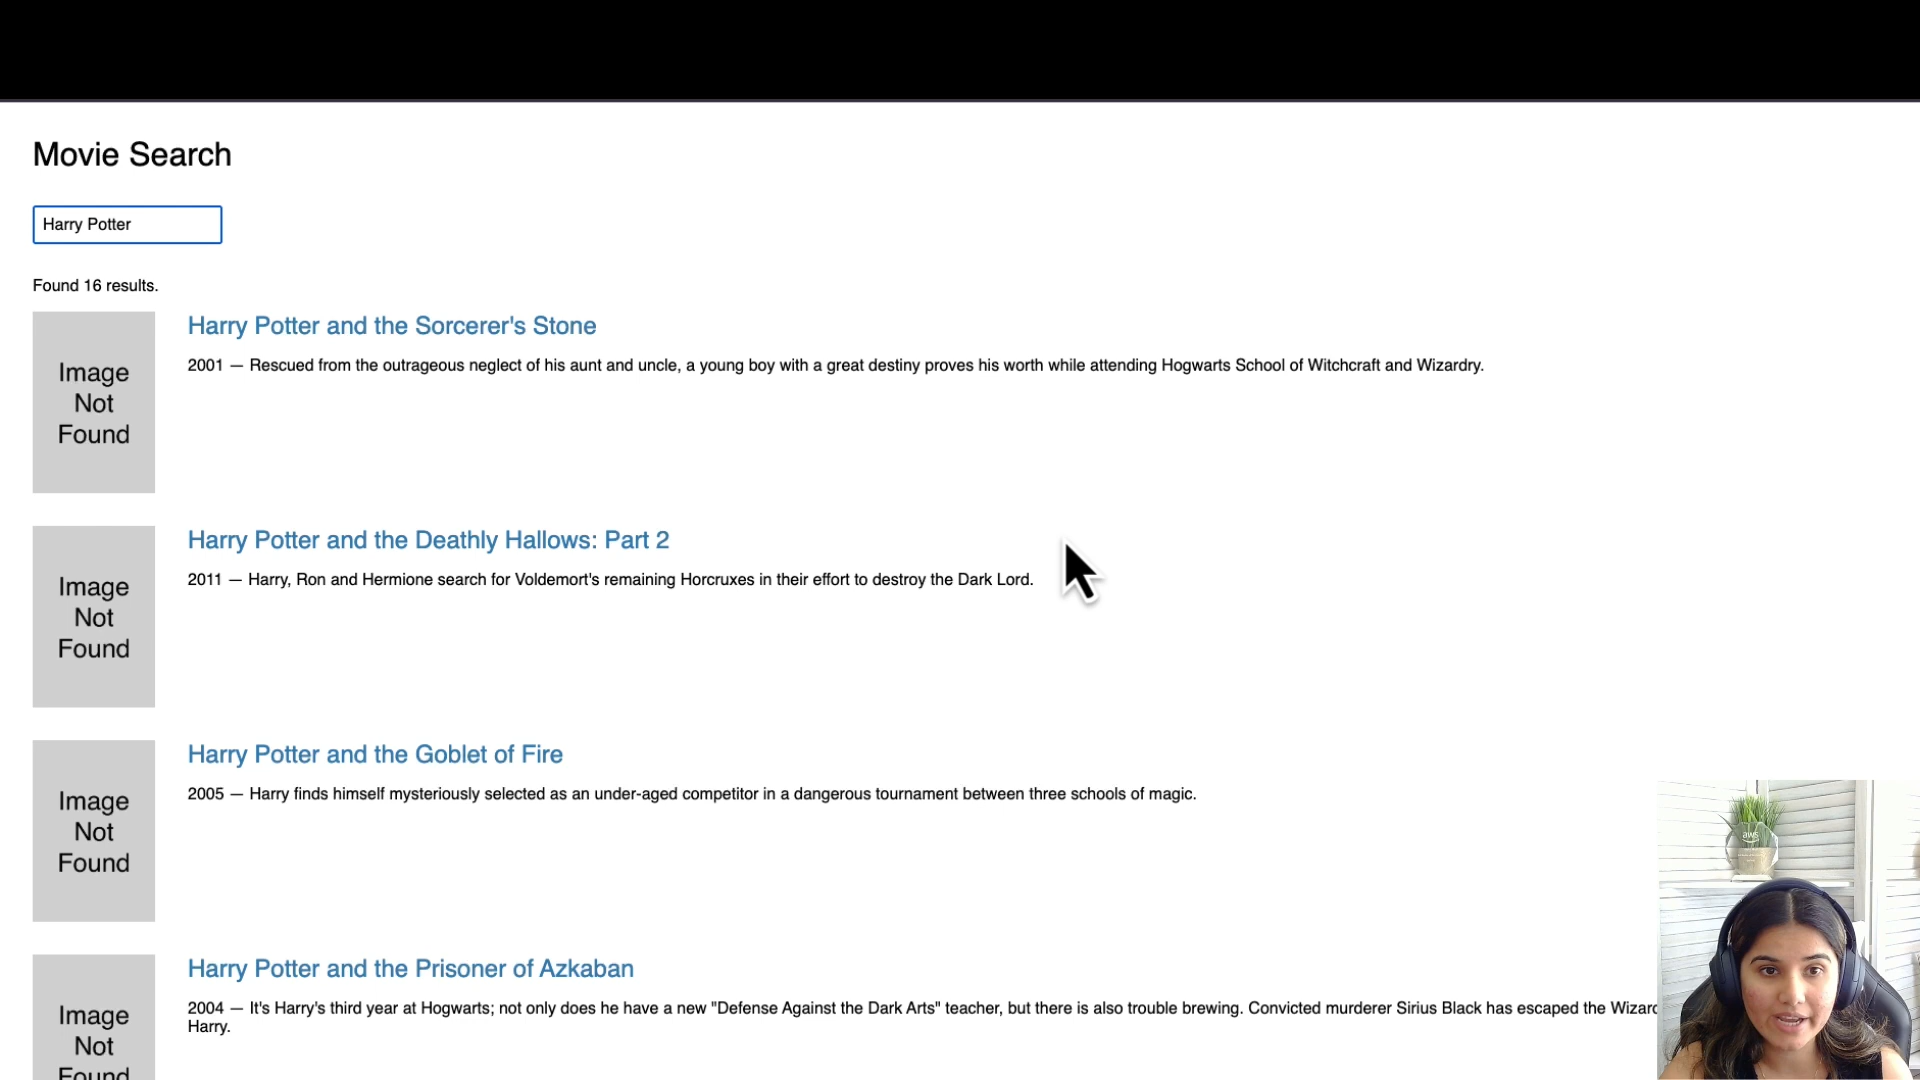 Movie Search
Harry Potter
Found 16 results.
Image
Not
Found
Harry Potter and the Sorcerer's Stone
2001 — Rescued from the outrageous neglect of his aunt and uncle, a young boy with a great destiny proves his worth while attending Hogwarts School of Witchcraft and Wizardry.
Image
Not
Found
Harry Potter and the Deathly Hallows: Part 2
2011 — Harry, Ron and Hermione search for Voldemort's remaining Horcruxes in their effort to destroy the Dark Lord.
Image
Not
Found
Harry Potter and the Goblet of Fire
2005 — Harry finds himself mysteriously selected as an under-aged competitor in a dangerous tournament between three schools of magic.
Image
Not
Found
Harry Potter and the Prisoner of Azkaban
2004 — It's Harry's third year at Hogwarts; not only does he have a new "Defense Against the Dark Arts" teacher, but there is also trouble brewing. Convicted murderer Sirius Black has escaped the Wizard
Harry.
aws